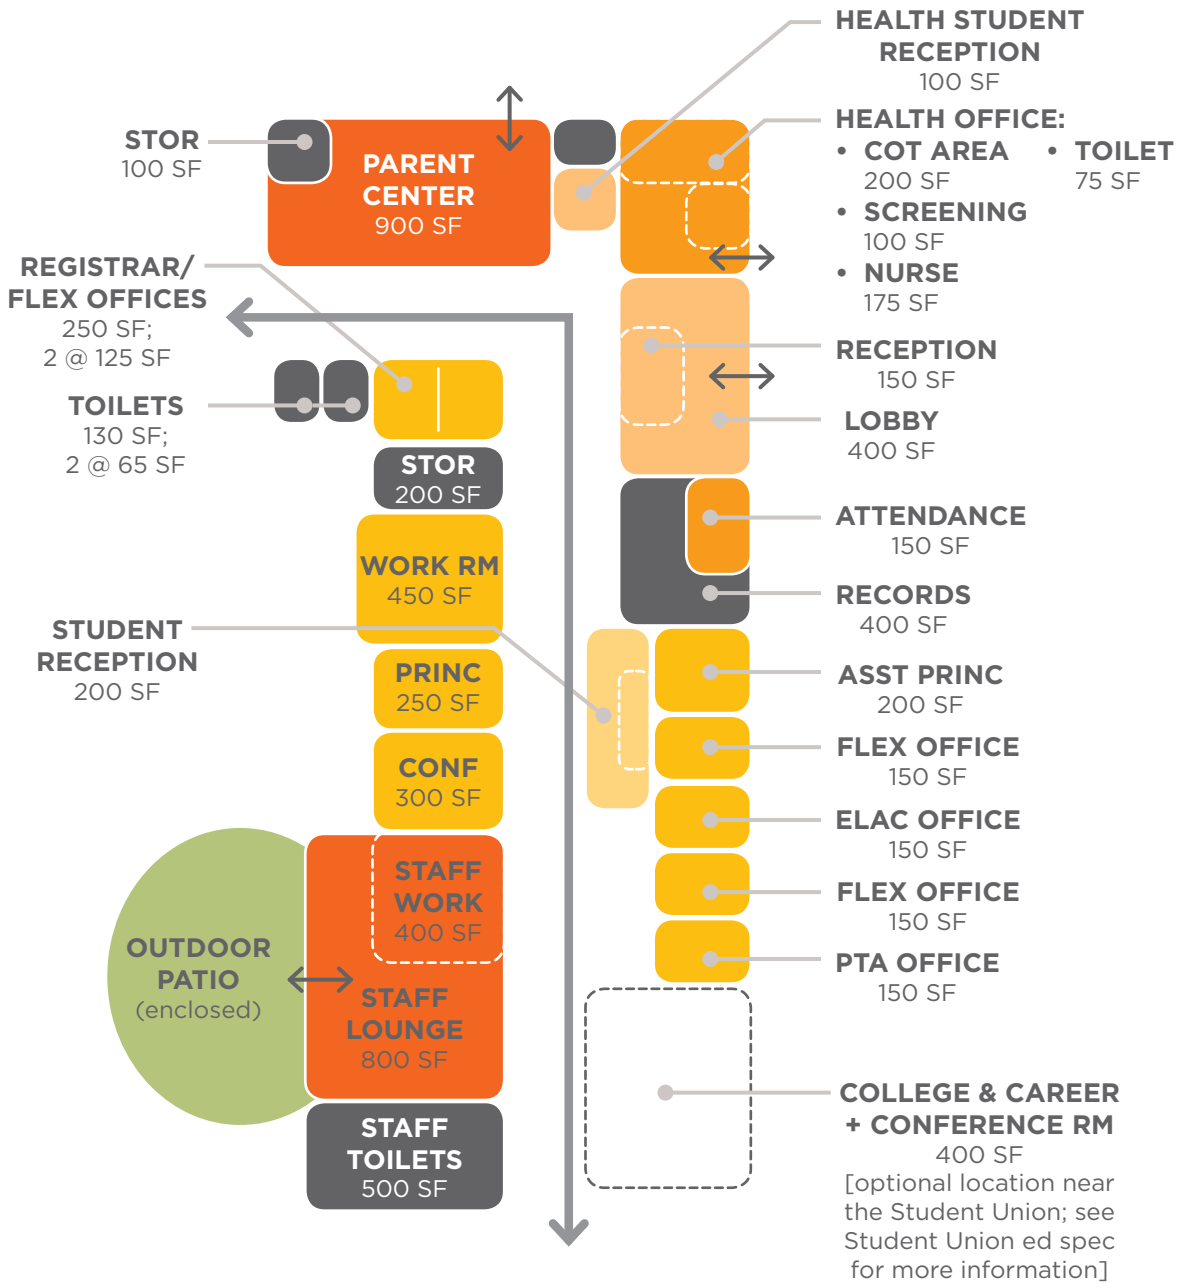 HEALTH STUDENT
RECEPTION
100 SF
HEALTH OFFICE:
• COT AREA
200 SF
• TOILET
75 SF
• SCREENING
100 SF
• NURSE
175 SF
STOR
100 SF
PARENT
CENTER
900 SF
REGISTRAR/
FLEX OFFICES
250 SF;
2 @ 125 SF
TOILETS
130 SF;
2 @ 65 SF
RECEPTION
150 SF
LOBBY
400 SF
STOR
200 SF
WORK RM
450 SF
ATTENDANCE
150 SF
RECORDS
400 SF
STUDENT
RECEPTION
200 SF
PRINC
250 SF
CONF
300 SF
ASST PRINC
200 SF
FLEX OFFICE
150 SF
ELAC OFFICE
150 SF
FLEX OFFICE
150 SF
PTA OFFICE
150 SF
STAFF
WORK
400 SF
OUTDOOR
PATIO
(enclosed)
STAFF
LOUNGE
800 SF
STAFF
TOILETS
500 SF
COLLEGE & CAREER
+ CONFERENCE RM
400 SF
[optional location near
the Student Union; see
Student Union ed spec
for more information]